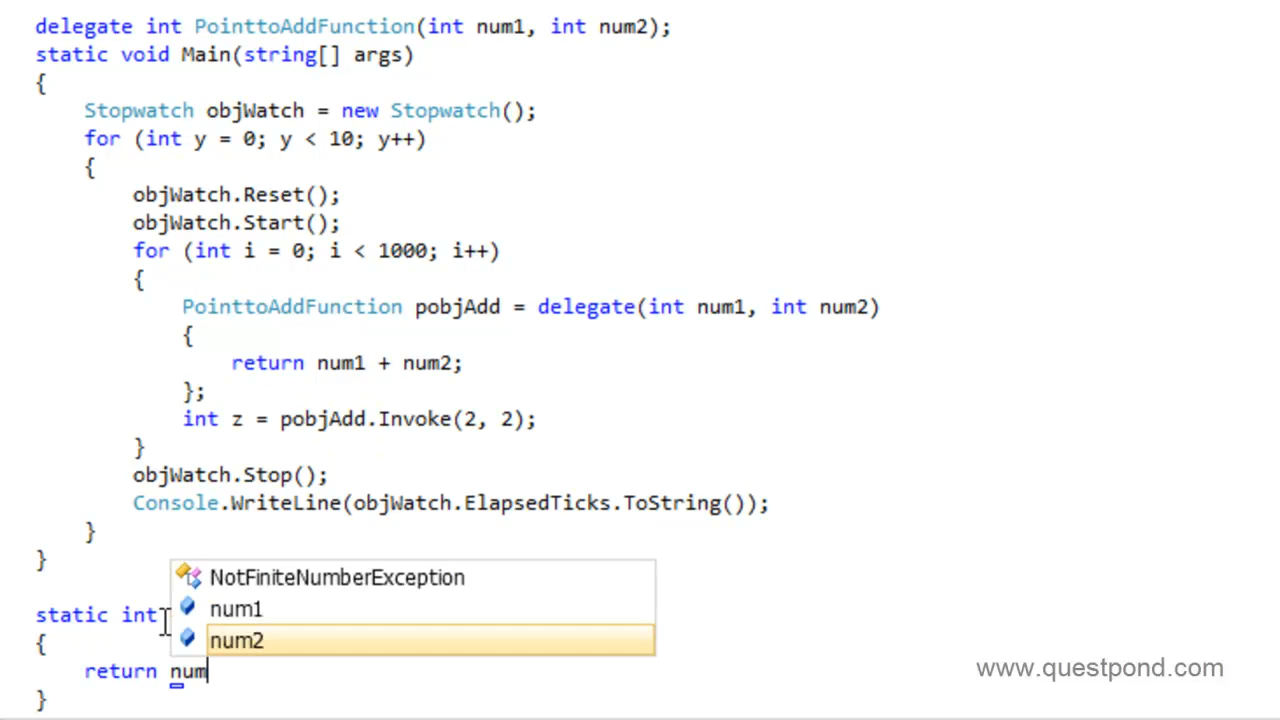 delegate int PointtoAddFunction(int num1, int num2);
static void Main(string[] args)
{
Stopwatch objWatch = new Stopwatch();
for (int y = 0; y < 10; y++)
{
objWatch.Reset();
objWatch.Start();
for (int i = 0; i < 1000; i++)
{
PointtoAddFunction pobjAdd = delegate(int num1, int num2)
{
return num1 + num2;
};
int z = pobjAdd.Invoke(2, 2);
}
objWatch.Stop();
Console.WriteLine(objWatch.ElapsedTicks.ToString());
}
}
NotFiniteNumberException
num1
num2
static int
{
return num
}
www.questpond.com